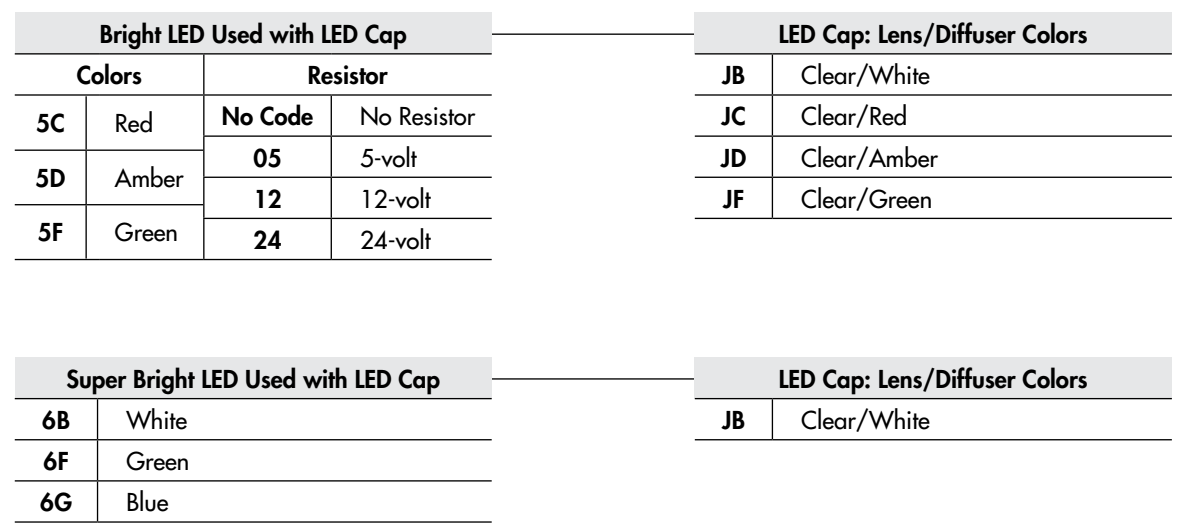 Bright LED Used with LED Cap
Colors Resistor
5C Red
5D Amber
5F Green
No Code No Resistor
05 5-volt
12 12-volt
24 24-volt
LED Cap: Lens/Diffuser Colors
JB Clear/White
JC Clear/Red
JD Clear/Amber
JF Clear/Green
Super Bright LED Used with LED Cap
6B White
6F Green
6G Blue
LED Cap: Lens/Diffuser Colors
JB Clear/White